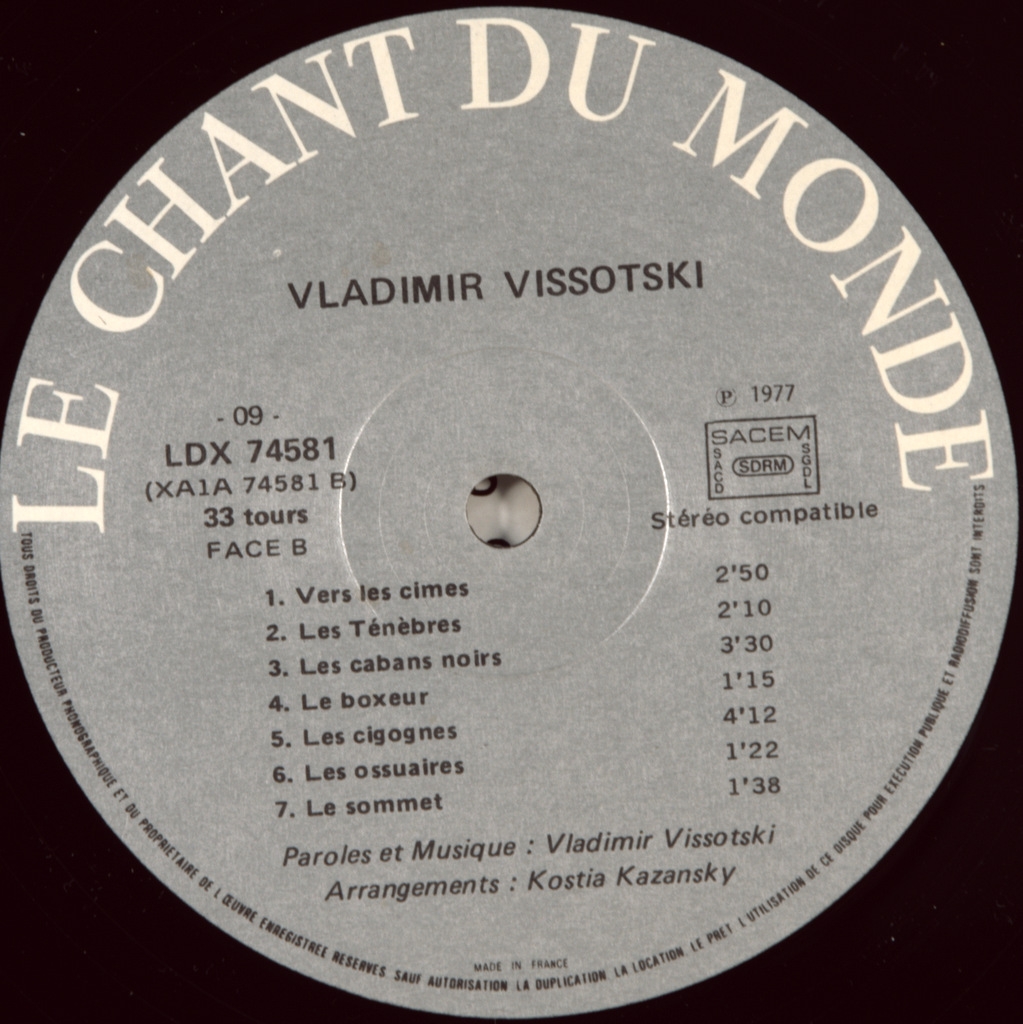 LE CHANT DU MONDE
VLADIMIR VISSOTSKI
- 09 -
LDX 74581
(XA1A 74581 B)
33 tours
FACE B
Ⓟ 1977
SACEM
SACD
SDRM
SGDL
Stéréo compatible
1. Vers les cimes 2'50
2. Les Ténèbres 2'10
3. Les cabans noirs 3'30
4. Le boxeur 1'15
5. Les cigognes 4'12
6. Les ossuaires 1'22
7. Le sommet 1'38
Paroles et Musique : Vladimir Vissotski
Arrangements : Kostia Kazansky
MADE IN FRANCE
TOUS DROITS DU PRODUCTEUR PHONOGRAPHIQUE ET DU PROPRIETAIRE DE L'ŒUVRE ENREGISTREE RESERVES SAUF AUTORISATION LA DUPLICATION LA LOCATION LE PRET L'UTILISATION DE CE DISQUE POUR EXECUTION PUBLIQUE ET RADIODIFFUSION SONT INTERDITS